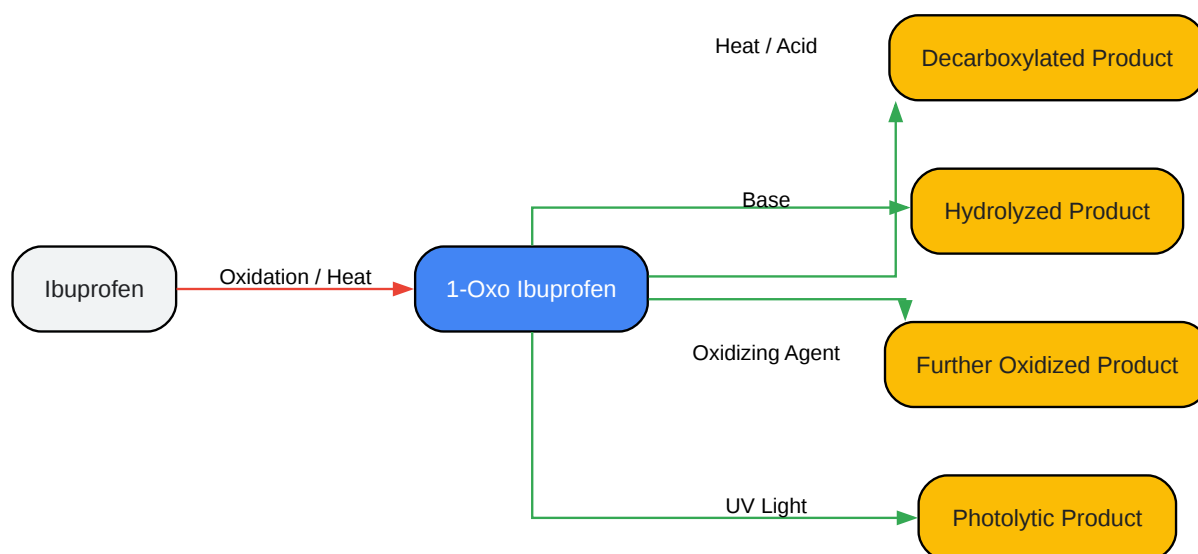 Heat / Acid
Decarboxylated Product
Base
Hydrolyzed Product
Ibuprofen
Oxidation / Heat
1-Oxo Ibuprofen
Oxidizing Agent
Further Oxidized Product
UV Light
Photolytic Product